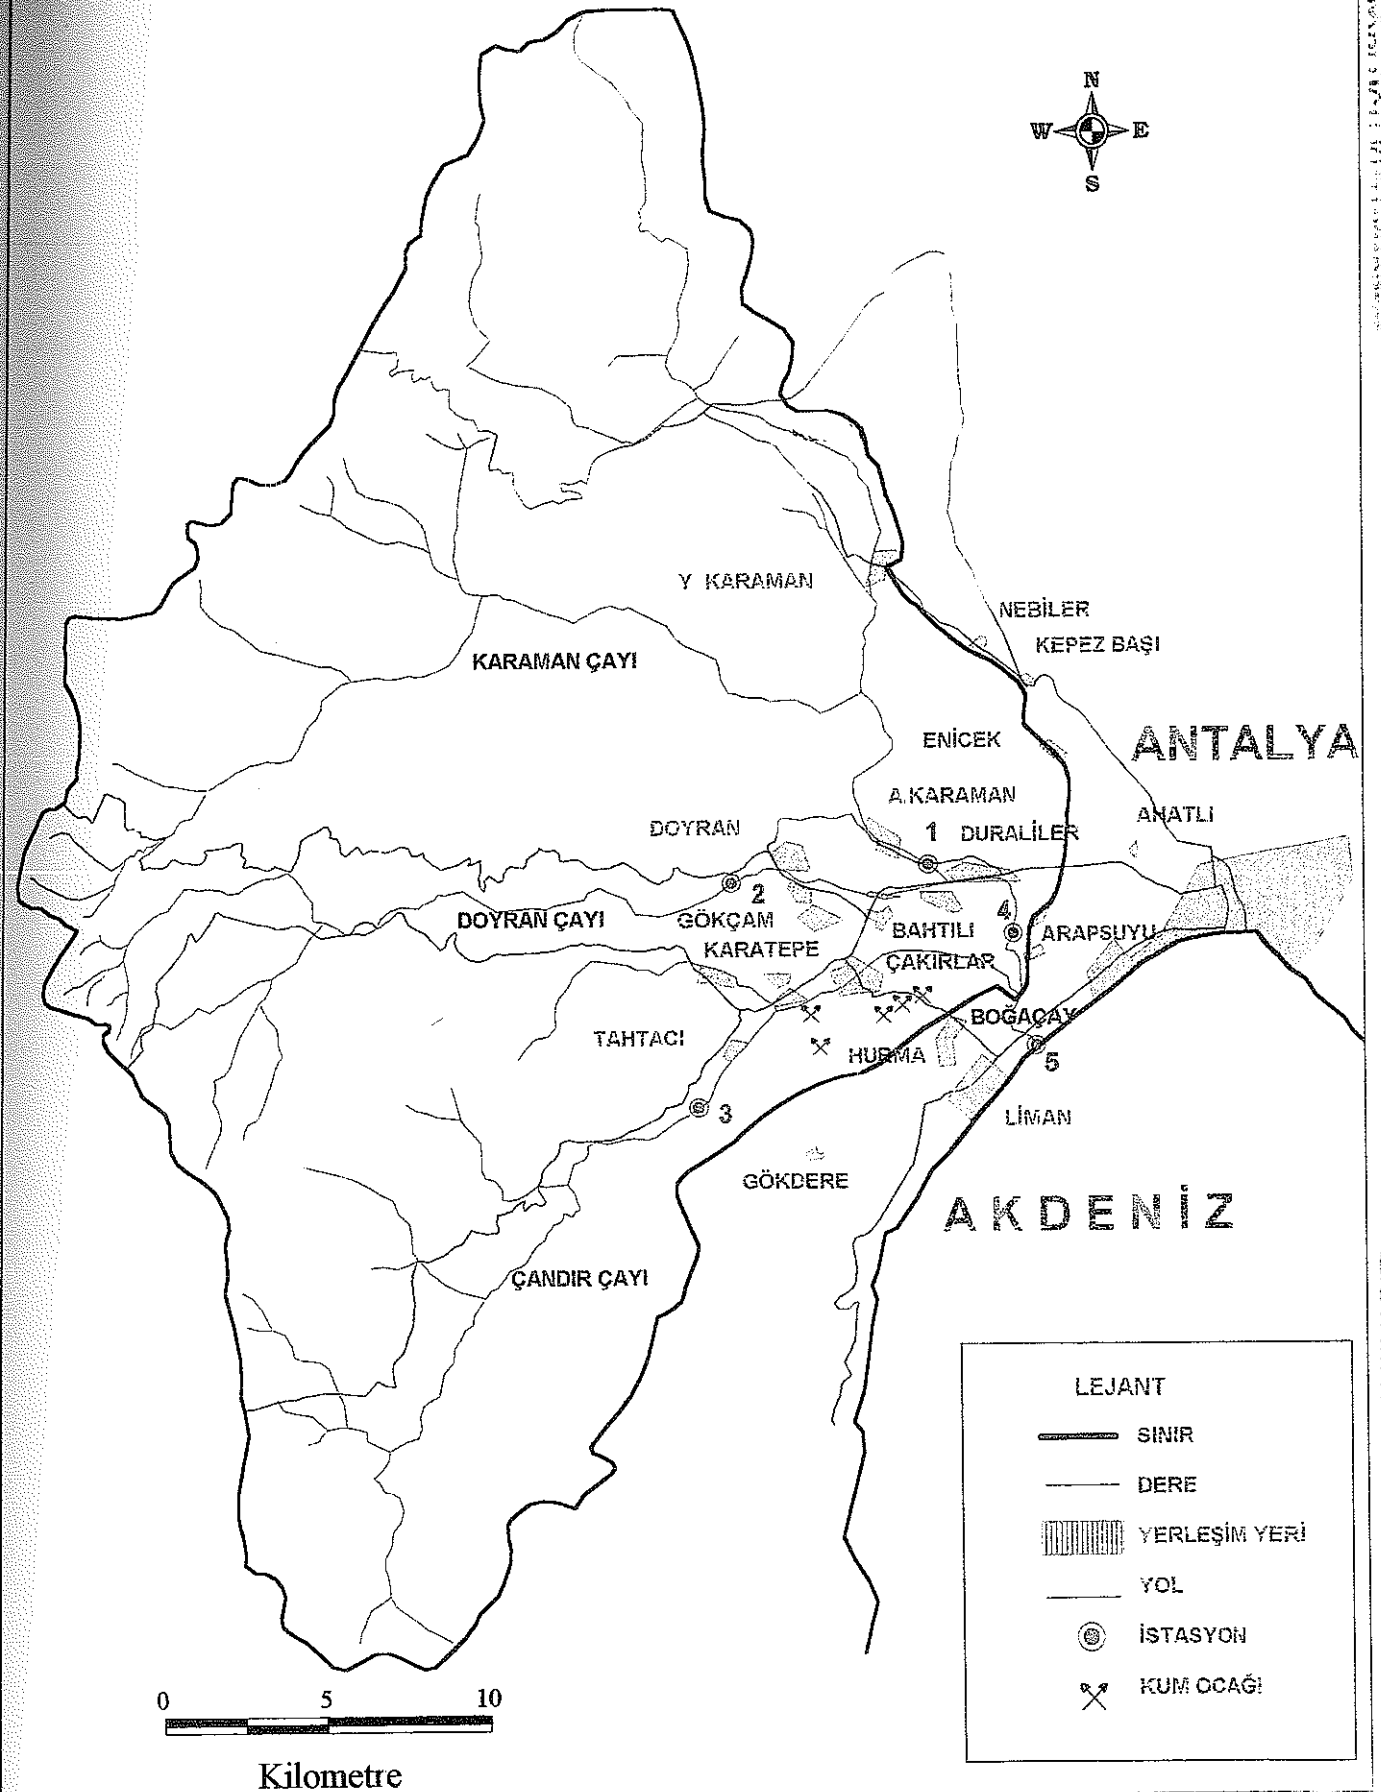 N
W E
S
Y KARAMAN
NEBİLER
KEPEZ BAŞI
KARAMAN ÇAYI
ENİCEK
ANTALYA
A.KARAMAN
AHATLI
DOYRAN
1 DURALİLER
2
DOYRAN ÇAYI
GÖKÇAM
4
BAHTILI
ARAPSUYU
KARATEPE
ÇAKIRLAR
BOĞAÇAY
TAHTACI
HURMA
5
3
LİMAN
GÖKDERE
AKDENİZ
ÇANDIR ÇAYI
LEJANT
SINIR
DERE
YERLEŞİM YERİ
YOL
İSTASYON
KUM OCAĞI
0 5 10
Kilometre